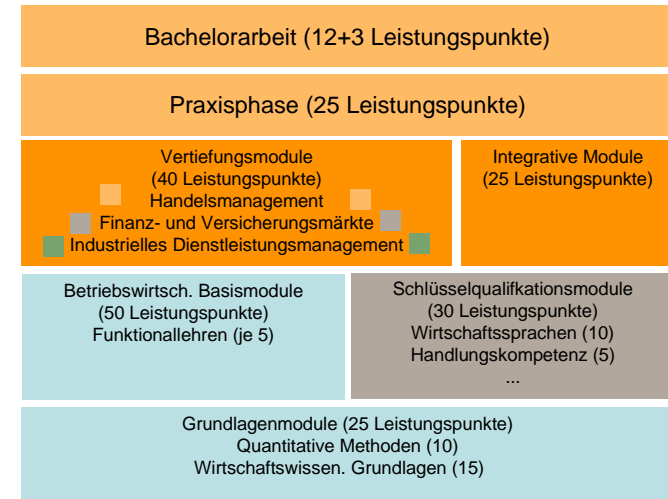 Bachelorarbeit (12+3 Leistungspunkte)
Praxisphase (25 Leistungspunkte)
Vertiefungsmodule
(40 Leistungspunkte)
Handelsmanagement
Finanz- und Versicherungsmärkte
Industrielles Dienstleistungsmanagement
Integrative Module
(25 Leistungspunkte)
Betriebswirtsch. Basismodule
(50 Leistungspunkte)
Funktionallehren (je 5)
Schlüsselqualifkationsmodule
(30 Leistungspunkte)
Wirtschaftssprachen (10)
Handlungskompetenz (5)
...
Grundlagenmodule (25 Leistungspunkte)
Quantitative Methoden (10)
Wirtschaftswissen. Grundlagen (15)